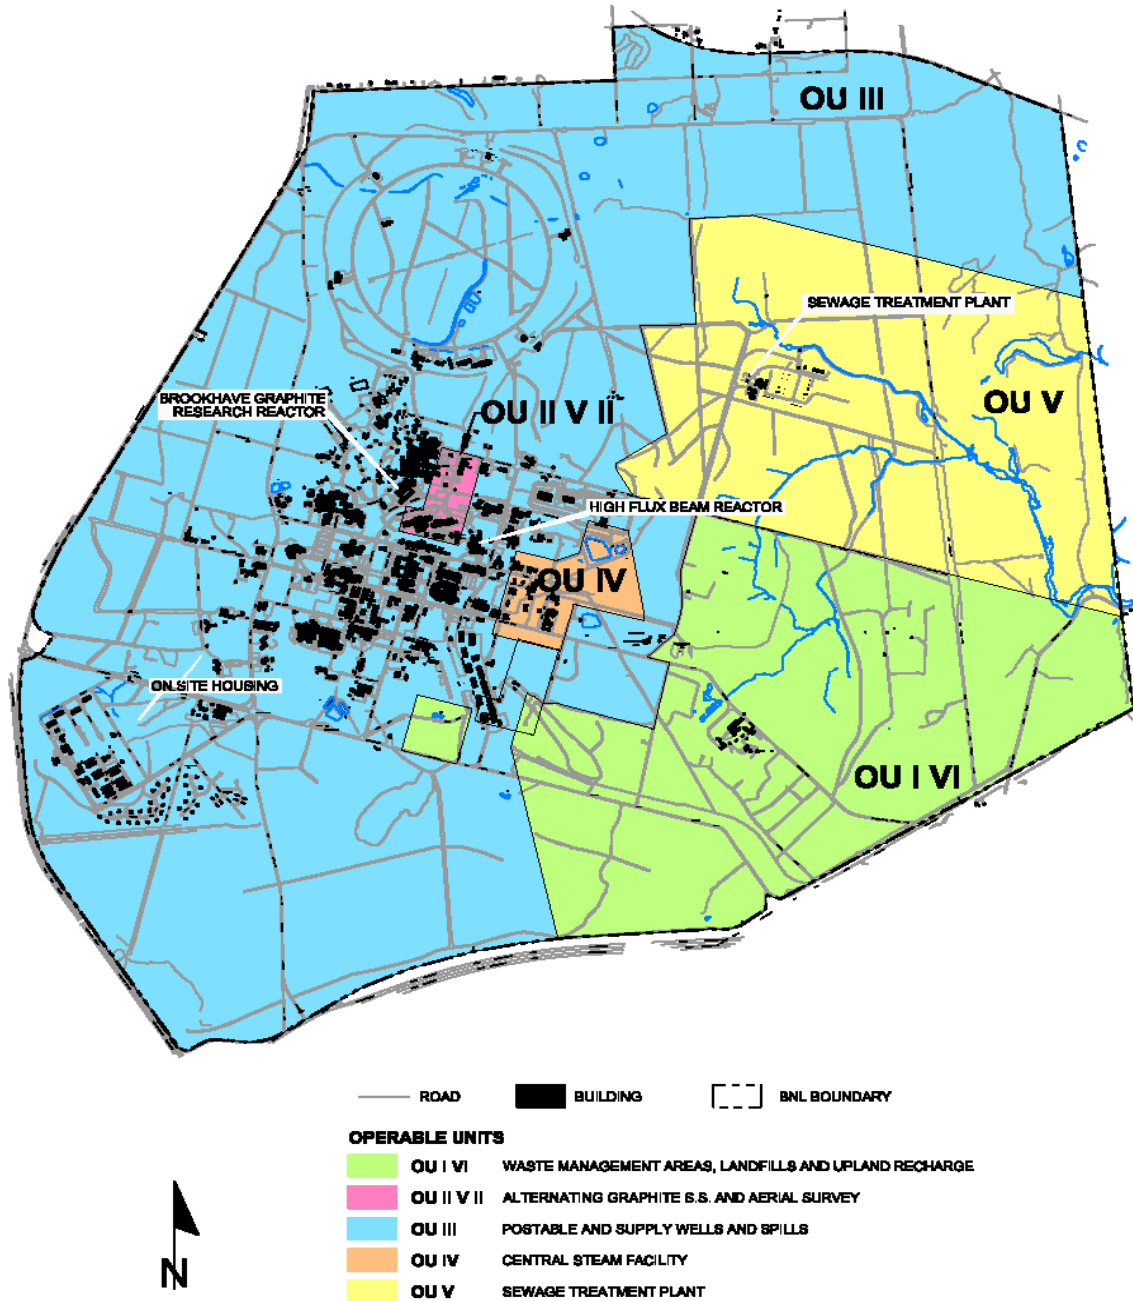 OU III
SEWAGE TREATMENT PLANT
BROOKHAVE GRAPHITE
RESEARCH REACTOR
OU II V II
OU V
HIGH FLUX BEAM REACTOR
OU IV
ON SITE HOUSING
OU I VI
ROAD
BUILDING
BNL BOUNDARY
OPERABLE UNITS
OU I VI WASTE MANAGEMENT AREAS, LANDFILLS AND UPLAND RECHARGE
OU II V II ALTERNATING GRAPHITE S.S. AND AERIAL SURVEY
OU III POSTABLE AND SUPPLY WELLS AND SPILLS
OU IV CENTRAL STEAM FACILITY
OU V SEWAGE TREATMENT PLANT
N